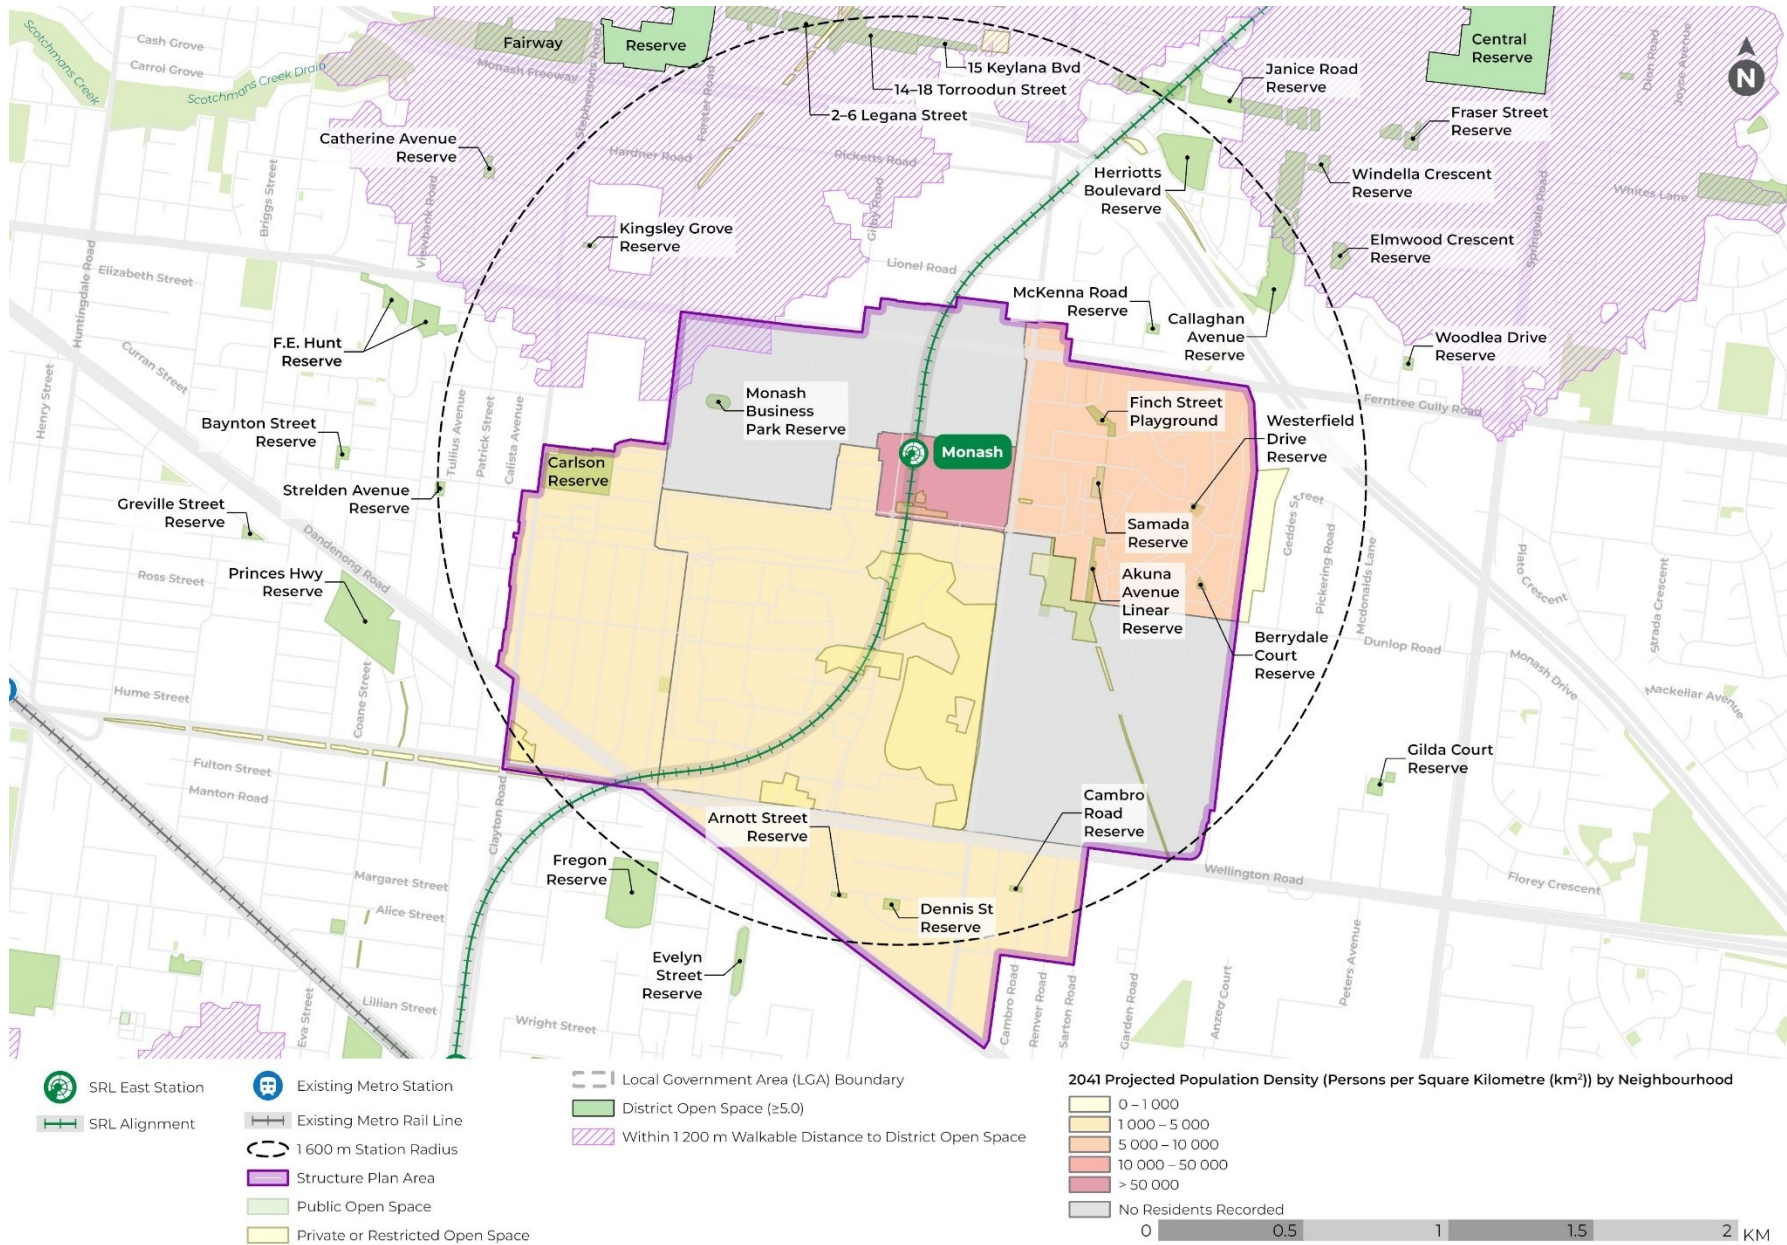 Scotchmans Creek
Cash Grove
Carrol Grove
Scotchmans Creek Drain
Fairway
Monash Freeway
Stephensons Road
Reserve
Forster Road
15 Keylana Bvd
14–18 Torroodun Street
2–6 Legana Street
Janice Road
Reserve
Central
Reserve
Dion Road
Joyce Avenue
N
Fraser Street
Reserve
Catherine Avenue
Reserve
Hardner Road
Ricketts Road
Herriotts
Boulevard
Reserve
Windella Crescent
Reserve
Whites Lane
Briggs Street
Viewbank Road
Kingsley Grove
Reserve
Gilby Road
Elmwood Crescent
Reserve
Springvale Road
Huntingdale Road
Elizabeth Street
Lionel Road
McKenna Road
Reserve
Callaghan
Avenue
Reserve
Woodlea Drive
Reserve
F.E. Hunt
Reserve
Curran Street
Henry Street
Monash
Business
Park Reserve
Finch Street
Playground
Ferntree Gully Road
Westerfield
Drive
Reserve
Baynton Street
Reserve
Tullius Avenue
Patrick Street
Calista Avenue
Monash
Carlson
Reserve
Strelden Avenue
Reserve
Greville Street
Reserve
Samada
Reserve
Geddes Street
Pickering Road
McDonalds Lane
Plato Crescent
Strada Crescent
Dandenong Road
Ross Street
Princes Hwy
Reserve
Akuna
Avenue
Linear
Reserve
Berrydale
Court
Reserve
Dunlop Road
Monash Drive
Mackellar Avenue
Hume Street
Coane Street
Fulton Street
Manton Road
Clayton Road
Gilda Court
Reserve
Arnott Street
Reserve
Cambro
Road
Reserve
Fregon
Reserve
Margaret Street
Alice Street
Dennis St
Reserve
Wellington Road
Florey Crescent
Evelyn
Street
Reserve
Peters Avenue
Lillian Street
Eva Street
Wright Street
Cambro Road
Renver Road
Sarton Road
Garden Road
Anzed Court
SRL East Station
SRL Alignment
Existing Metro Station
Existing Metro Rail Line
1 600 m Station Radius
Structure Plan Area
Public Open Space
Private or Restricted Open Space
Local Government Area (LGA) Boundary
District Open Space (≥5.0)
Within 1 200 m Walkable Distance to District Open Space
2041 Projected Population Density (Persons per Square Kilometre (km²)) by Neighbourhood
0 – 1 000
1 000 – 5 000
5 000 – 10 000
10 000 – 50 000
> 50 000
No Residents Recorded
0 0.5 1 1.5 2 KM